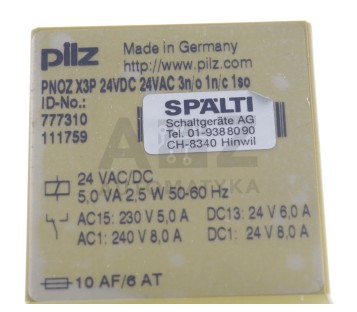 pilz
Made in Germany
http://www.pilz.com
PNOZ X3P 24VDC 24VAC 3n/o 1n/c 1so
ID-No.:
777310
111759
SPÄLTI
Schaltgeräte AG
Tel. 01-938 80 90
CH-8340 Hinwil
24 VAC/DC
5,0 VA 2,5 W 50-60 Hz
AC15: 230 V 5,0 A DC13: 24 V 6,0 A
AC1: 240 V 8,0 A DC1: 24 V 8,0 A
10 AF/6 AT